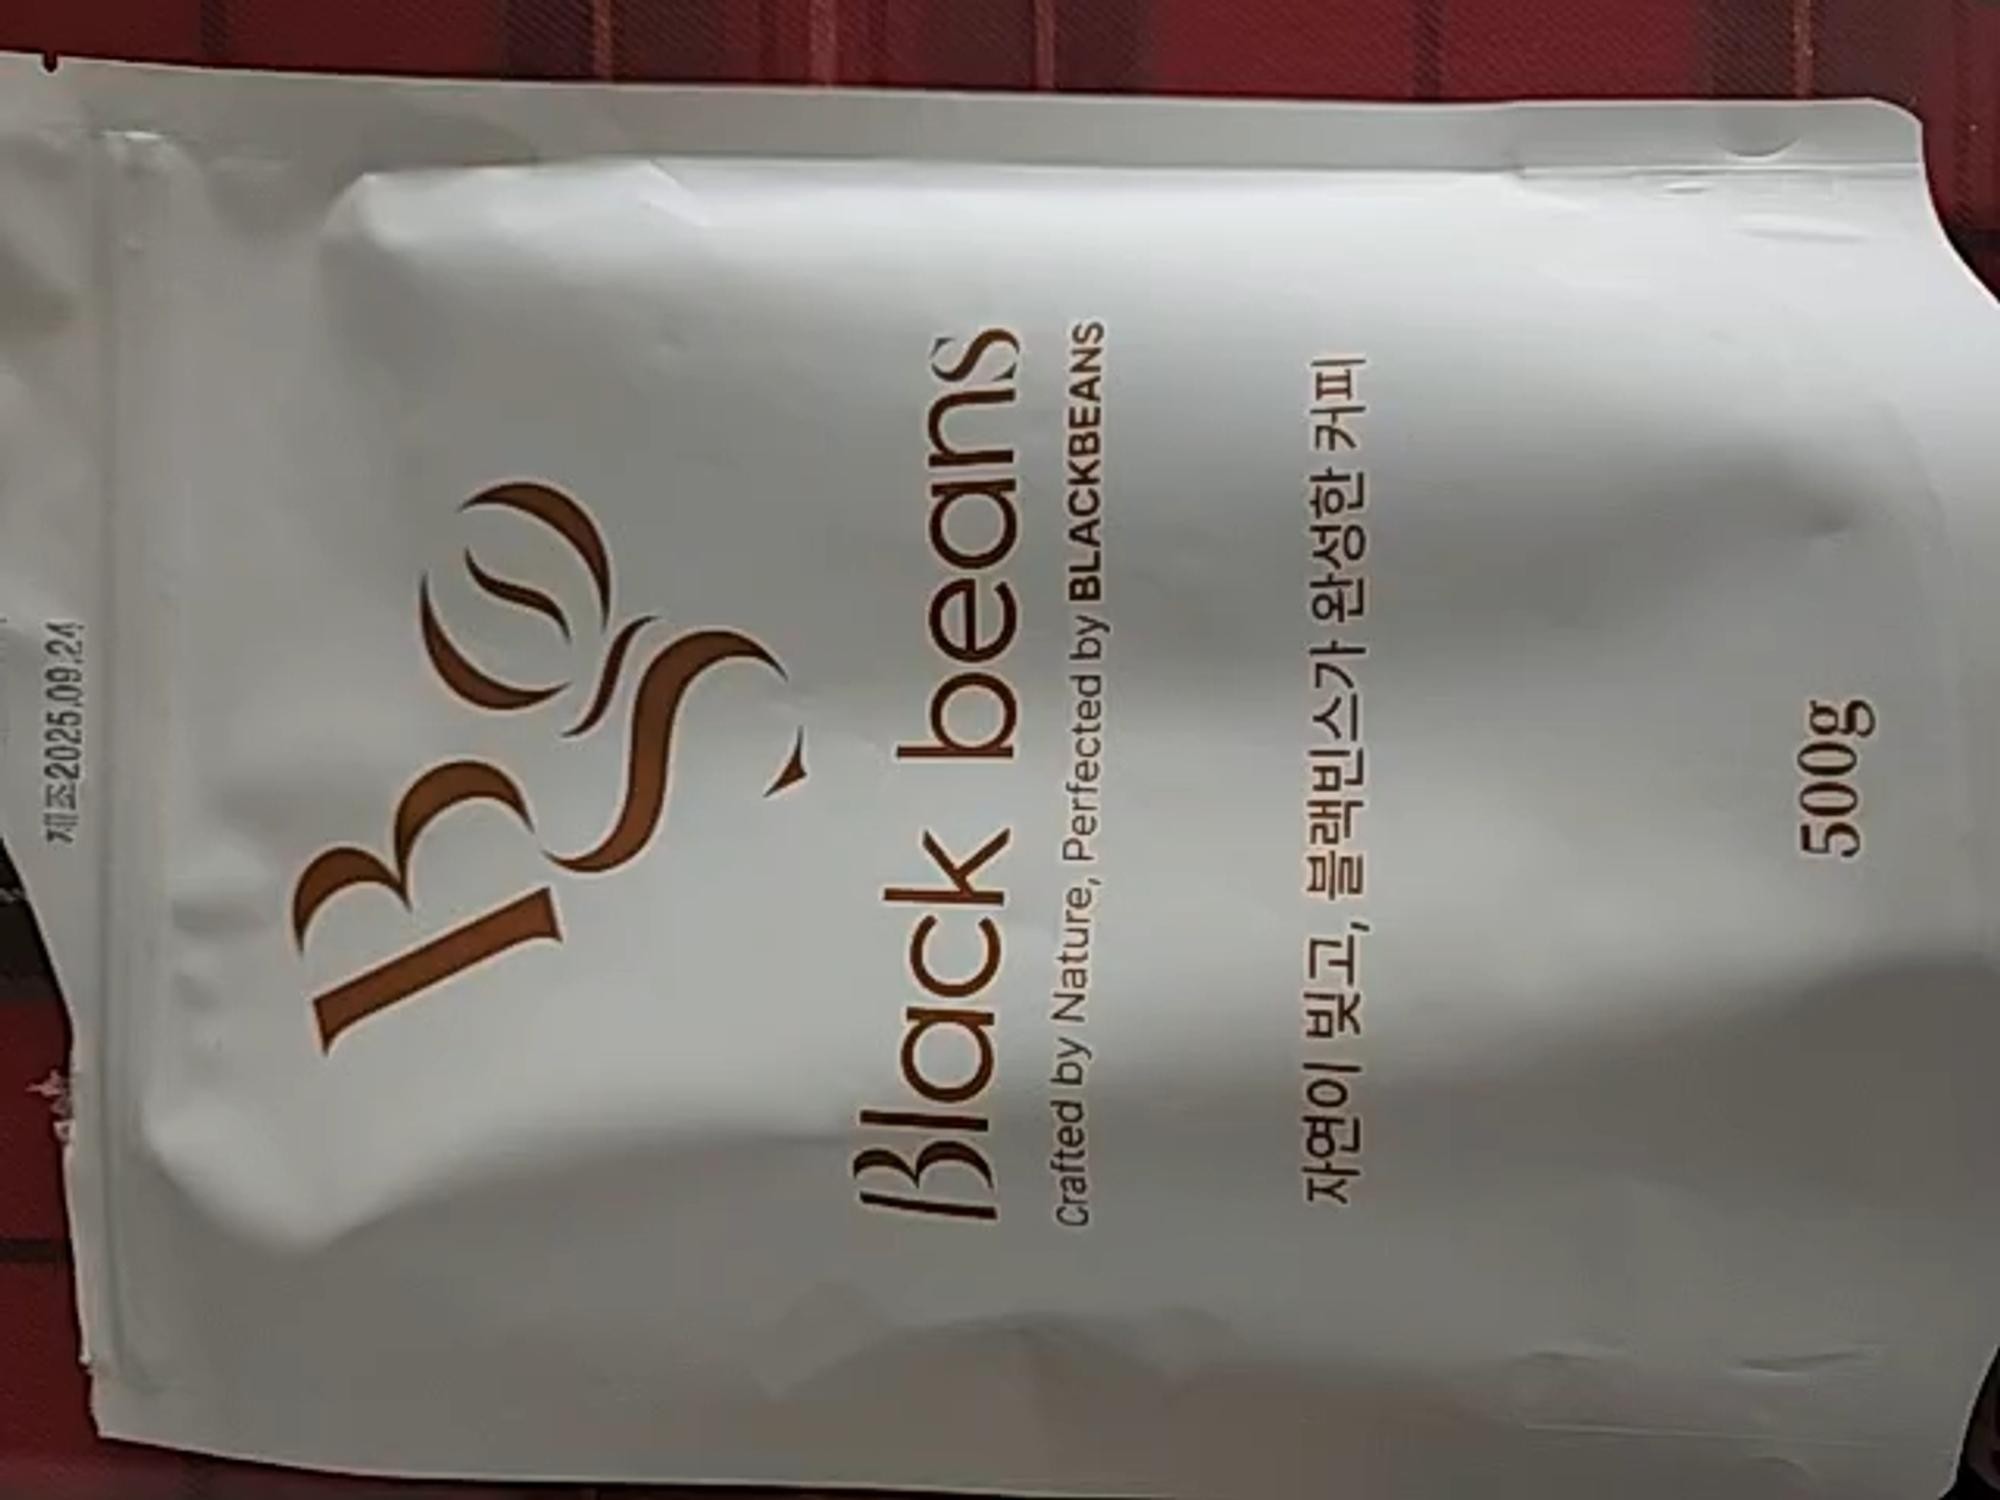 제조2025.09.24
Bs
Black beans
Crafted by Nature, Perfected by BLACKBEANS
자연이 빚고, 블랙빈스가 완성한 커피
500g